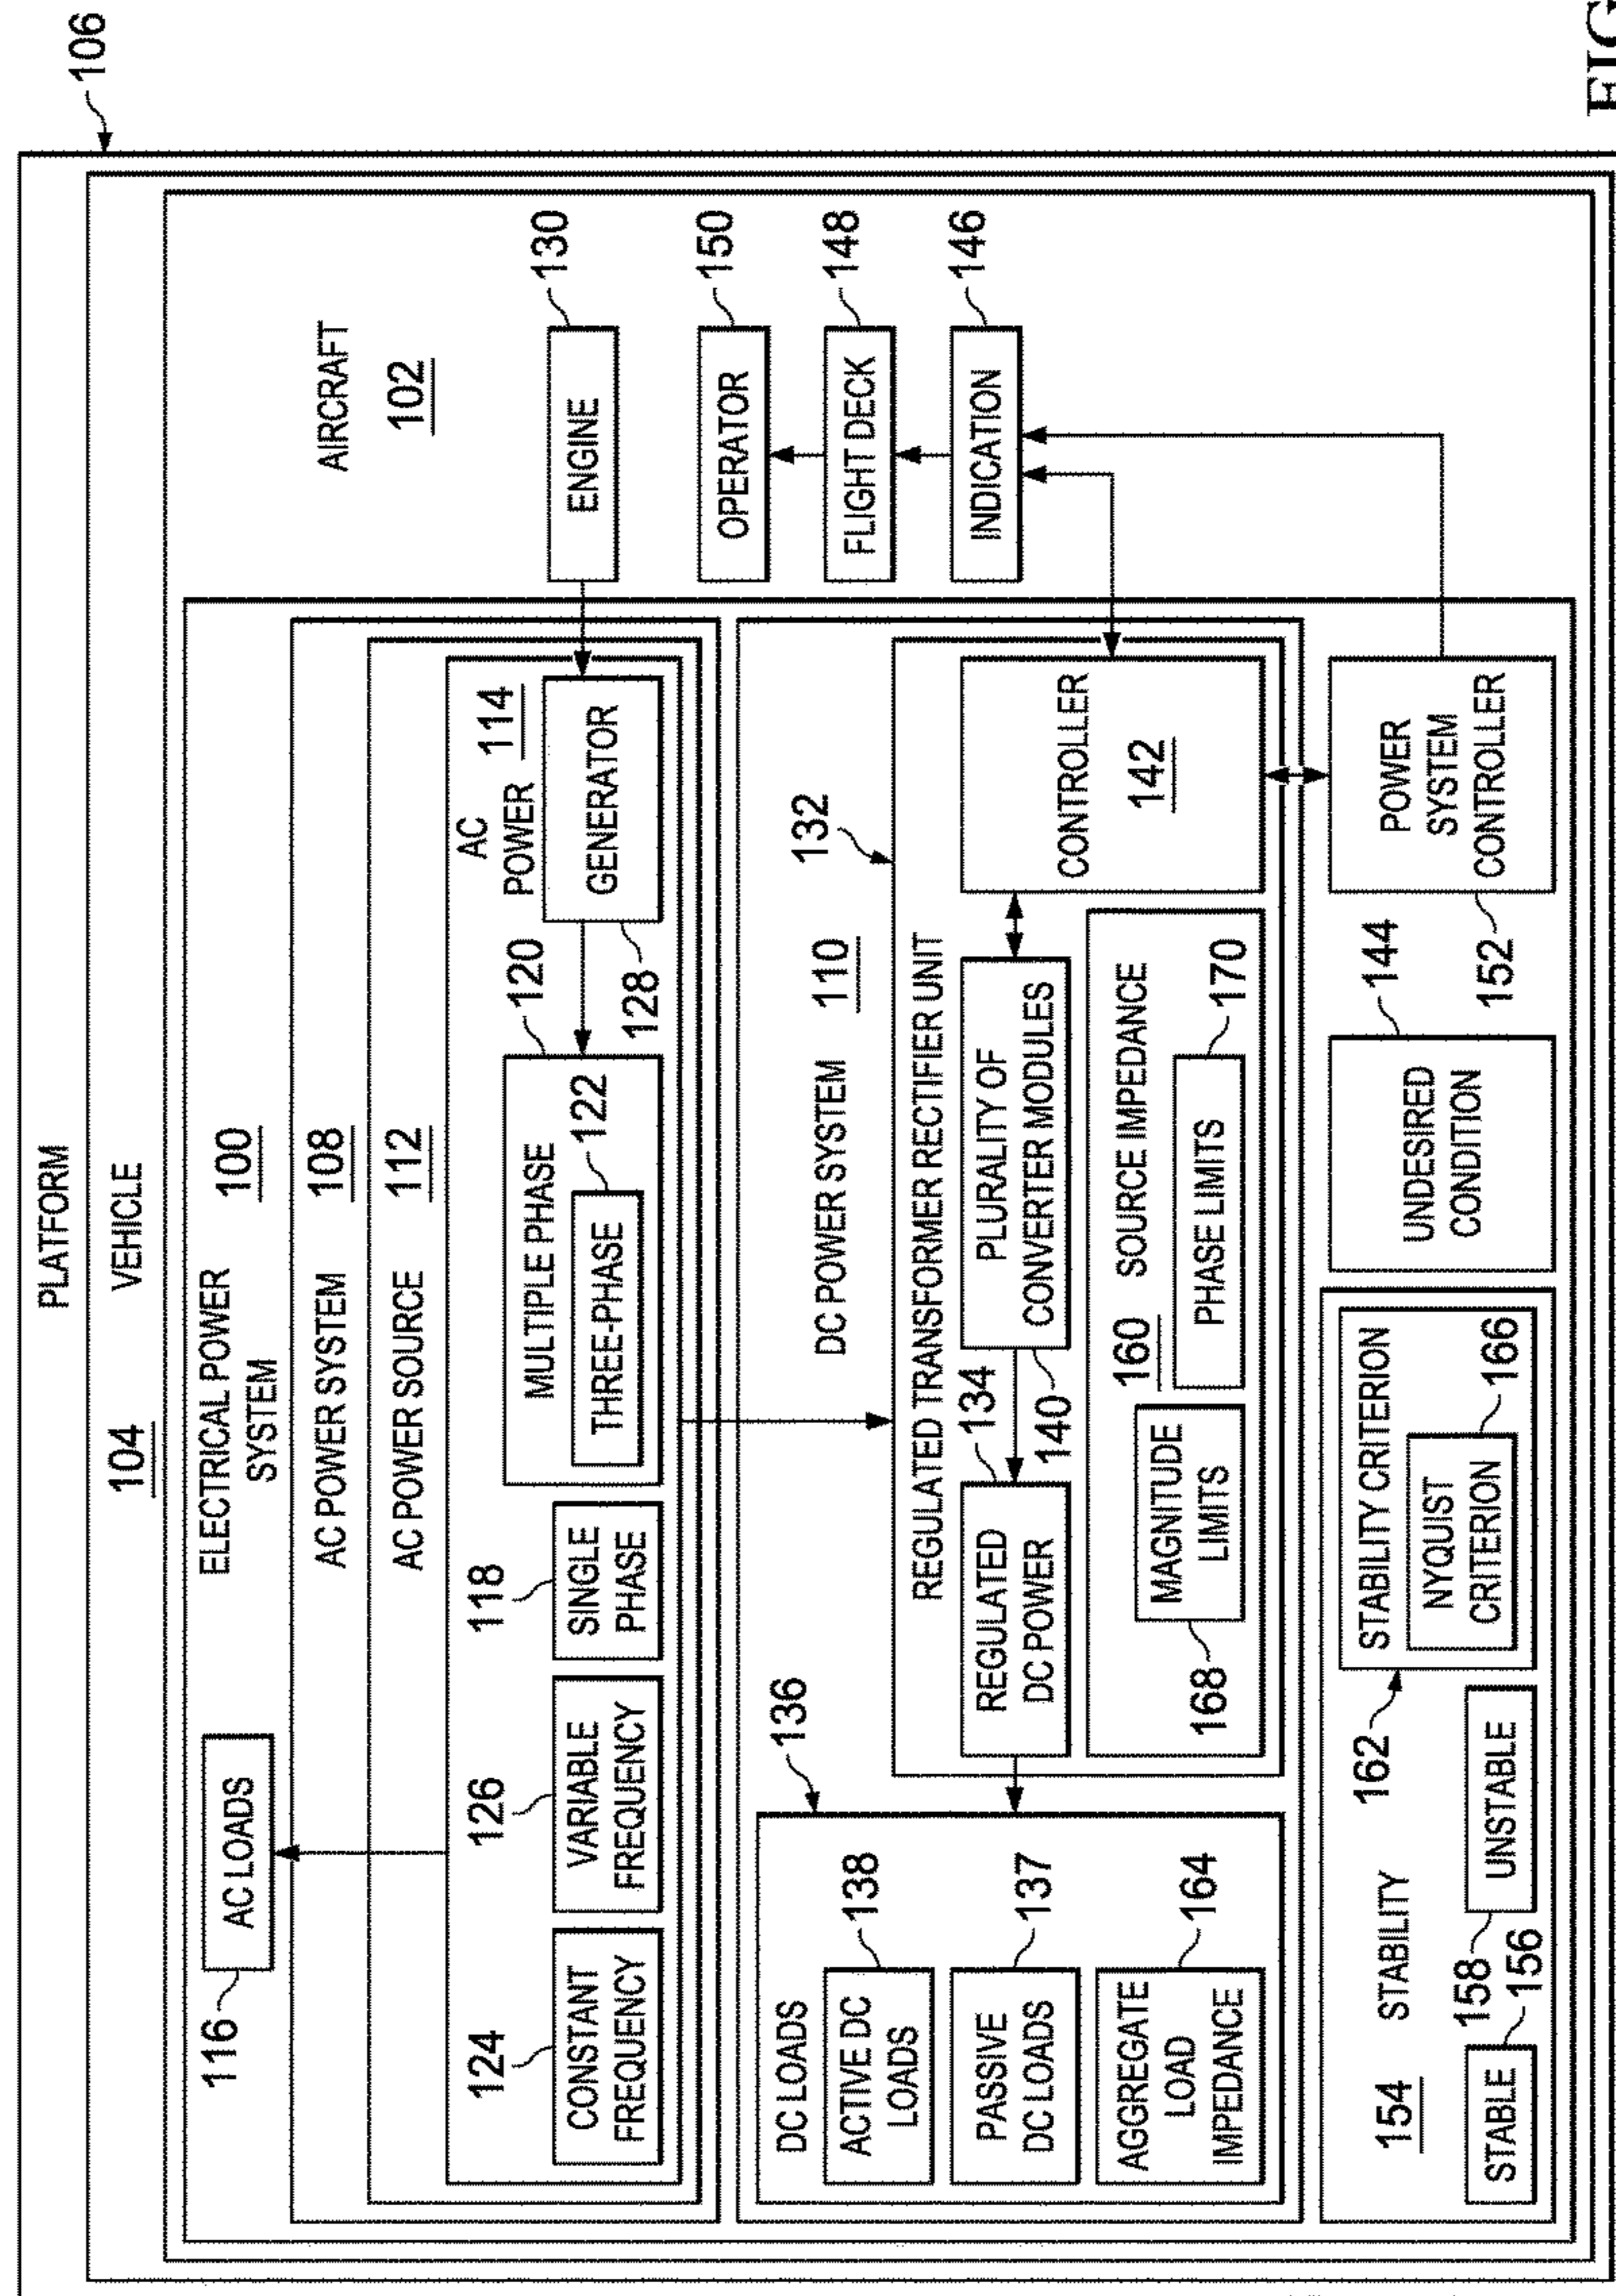 PLATFORM
106
VEHICLE
104
AIRCRAFT
102
ELECTRICAL POWER
SYSTEM
100
AC LOADS
116
AC POWER SYSTEM
108
AC POWER SOURCE
112
AC
POWER
114
CONSTANT
FREQUENCY
124
VARIABLE
FREQUENCY
126
SINGLE
PHASE
118
MULTIPLE PHASE
120
THREE-PHASE
122
GENERATOR
128
ENGINE
130
OPERATOR
150
FLIGHT DECK
148
INDICATION
146
DC POWER SYSTEM
110
DC LOADS
136
ACTIVE DC
LOADS
138
PASSIVE
DC LOADS
137
AGGREGATE
LOAD
IMPEDANCE
164
REGULATED TRANSFORMER RECTIFIER UNIT
132
REGULATED
DC POWER
134
PLURALITY OF
CONVERTER MODULES
140
CONTROLLER
142
160
SOURCE IMPEDANCE
MAGNITUDE
LIMITS
168
PHASE LIMITS
170
STABILITY
154
STABLE
156
UNSTABLE
158
STABILITY CRITERION
162
NYQUIST
CRITERION
166
UNDESIRED
CONDITION
144
POWER
SYSTEM
CONTROLLER
152
FIG